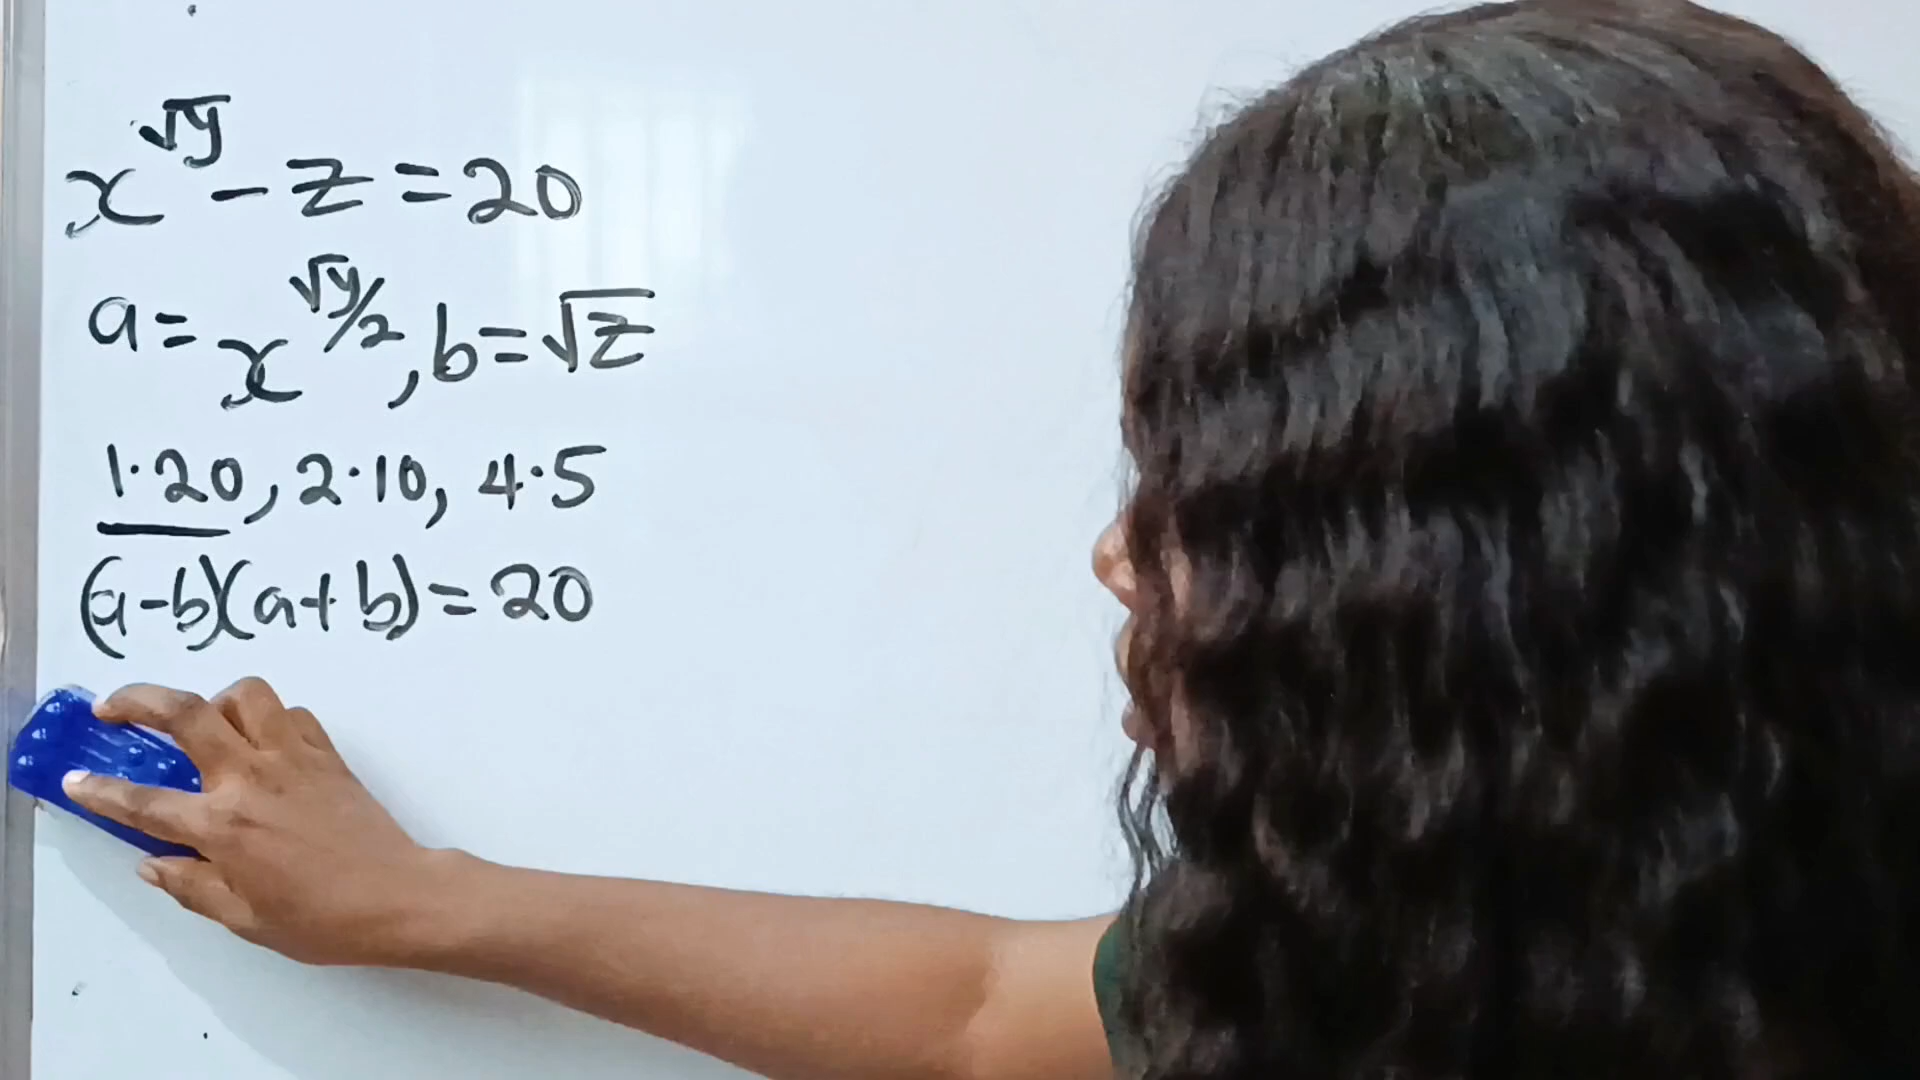 x^√y - z = 20
a = x^√y/2, b = √z
1·20, 2·10, 4·5
(a-b)(a+b) = 20